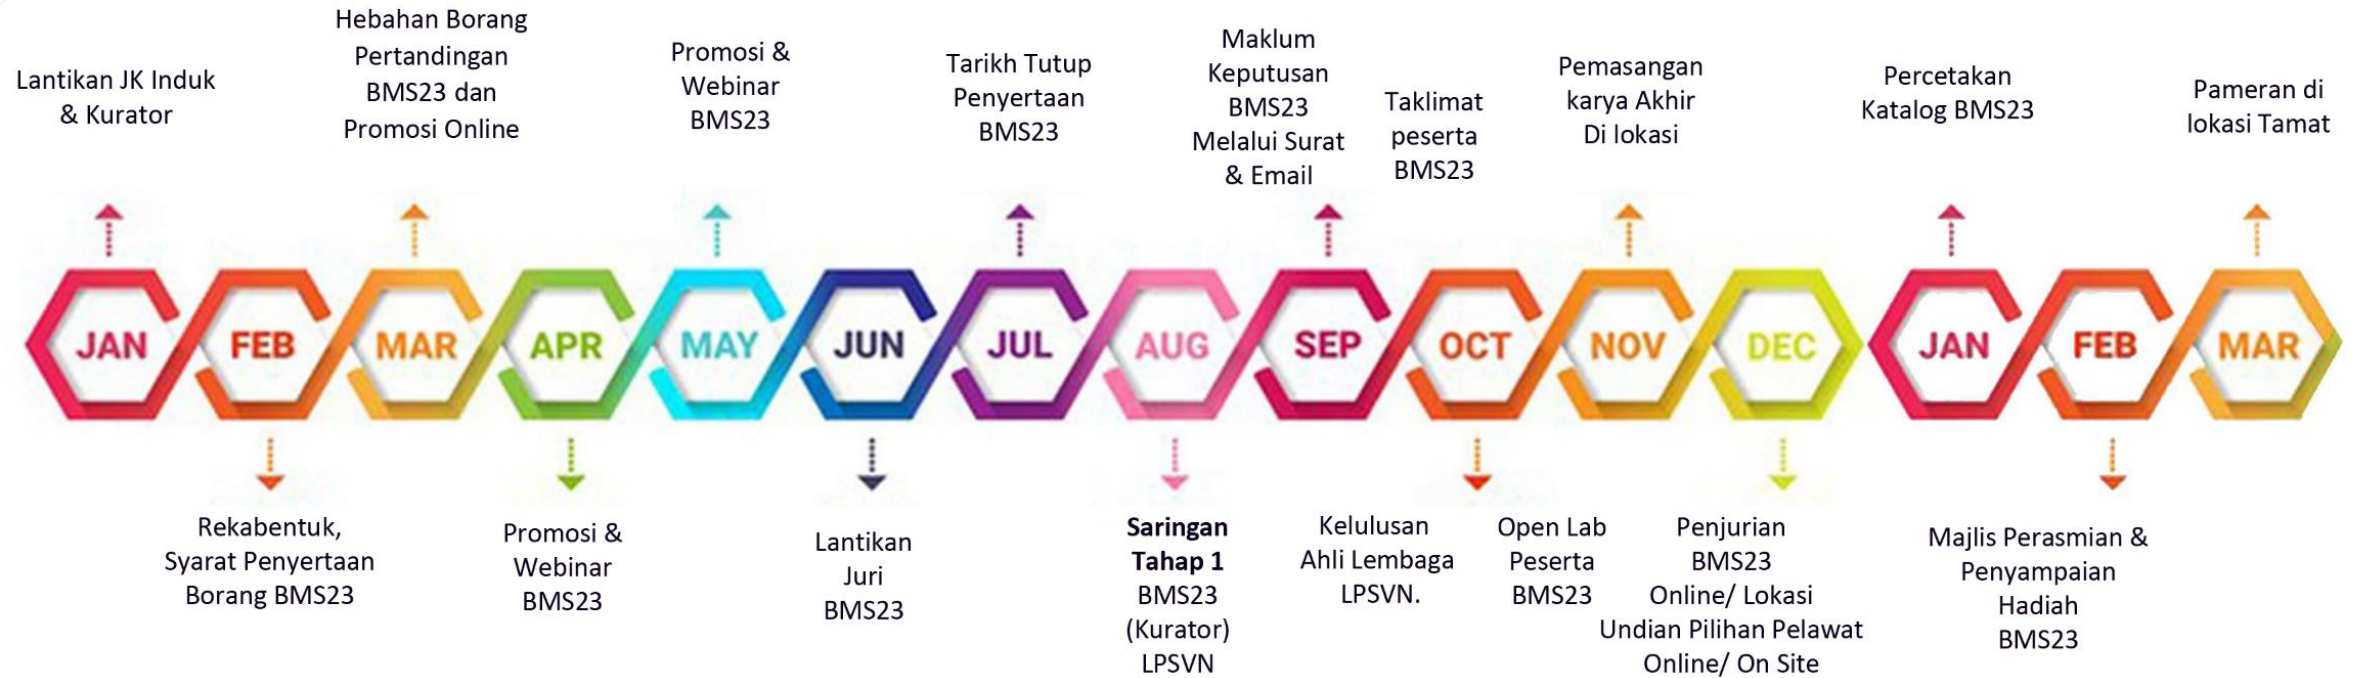 Lantikan JK Induk
& Kurator
Hebahan Borang
Pertandingan
BMS23 dan
Promosi Online
Promosi &
Webinar
BMS23
Tarikh Tutup
Penyertaan
BMS23
Maklum
Keputusan
BMS23
Melalui Surat
& Email
Taklimat
peserta
BMS23
Pemasangan
karya Akhir
Di lokasi
Percetakan
Katalog BMS23
Pameran di
lokasi Tamat
JAN
FEB
MAR
APR
MAY
JUN
JUL
AUG
SEP
OCT
NOV
DEC
JAN
FEB
MAR
Rekabentuk,
Syarat Penyertaan
Borang BMS23
Promosi &
Webinar
BMS23
Lantikan
Juri
BMS23
Saringan
Tahap 1
BMS23
(Kurator)
LPSVN
Kelulusan
Ahli Lembaga
LPSVN.
Open Lab
Peserta
BMS23
Penjurian
BMS23
Online/ Lokasi
Undian Pilihan Pelawat
Online/ On Site
Majlis Perasmian &
Penyampaian
Hadiah
BMS23